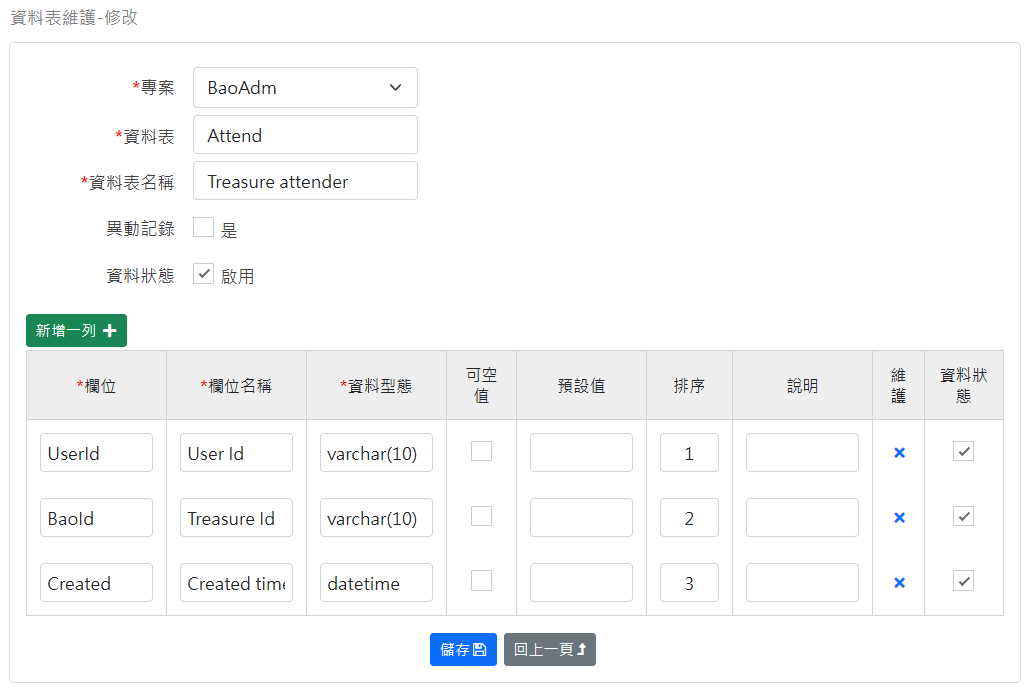 資料表維護-修改
*專案 BaoAdm
*資料表 Attend
*資料表名稱 Treasure attender
異動記錄 是
資料狀態 啟用
新增一列
*欄位 *欄位名稱 *資料型態 可空值 預設值 排序 說明 維護 資料狀態
UserId User Id varchar(10) 1
BaoId Treasure Id varchar(10) 2
Created Created time datetime 3
儲存 回上一頁